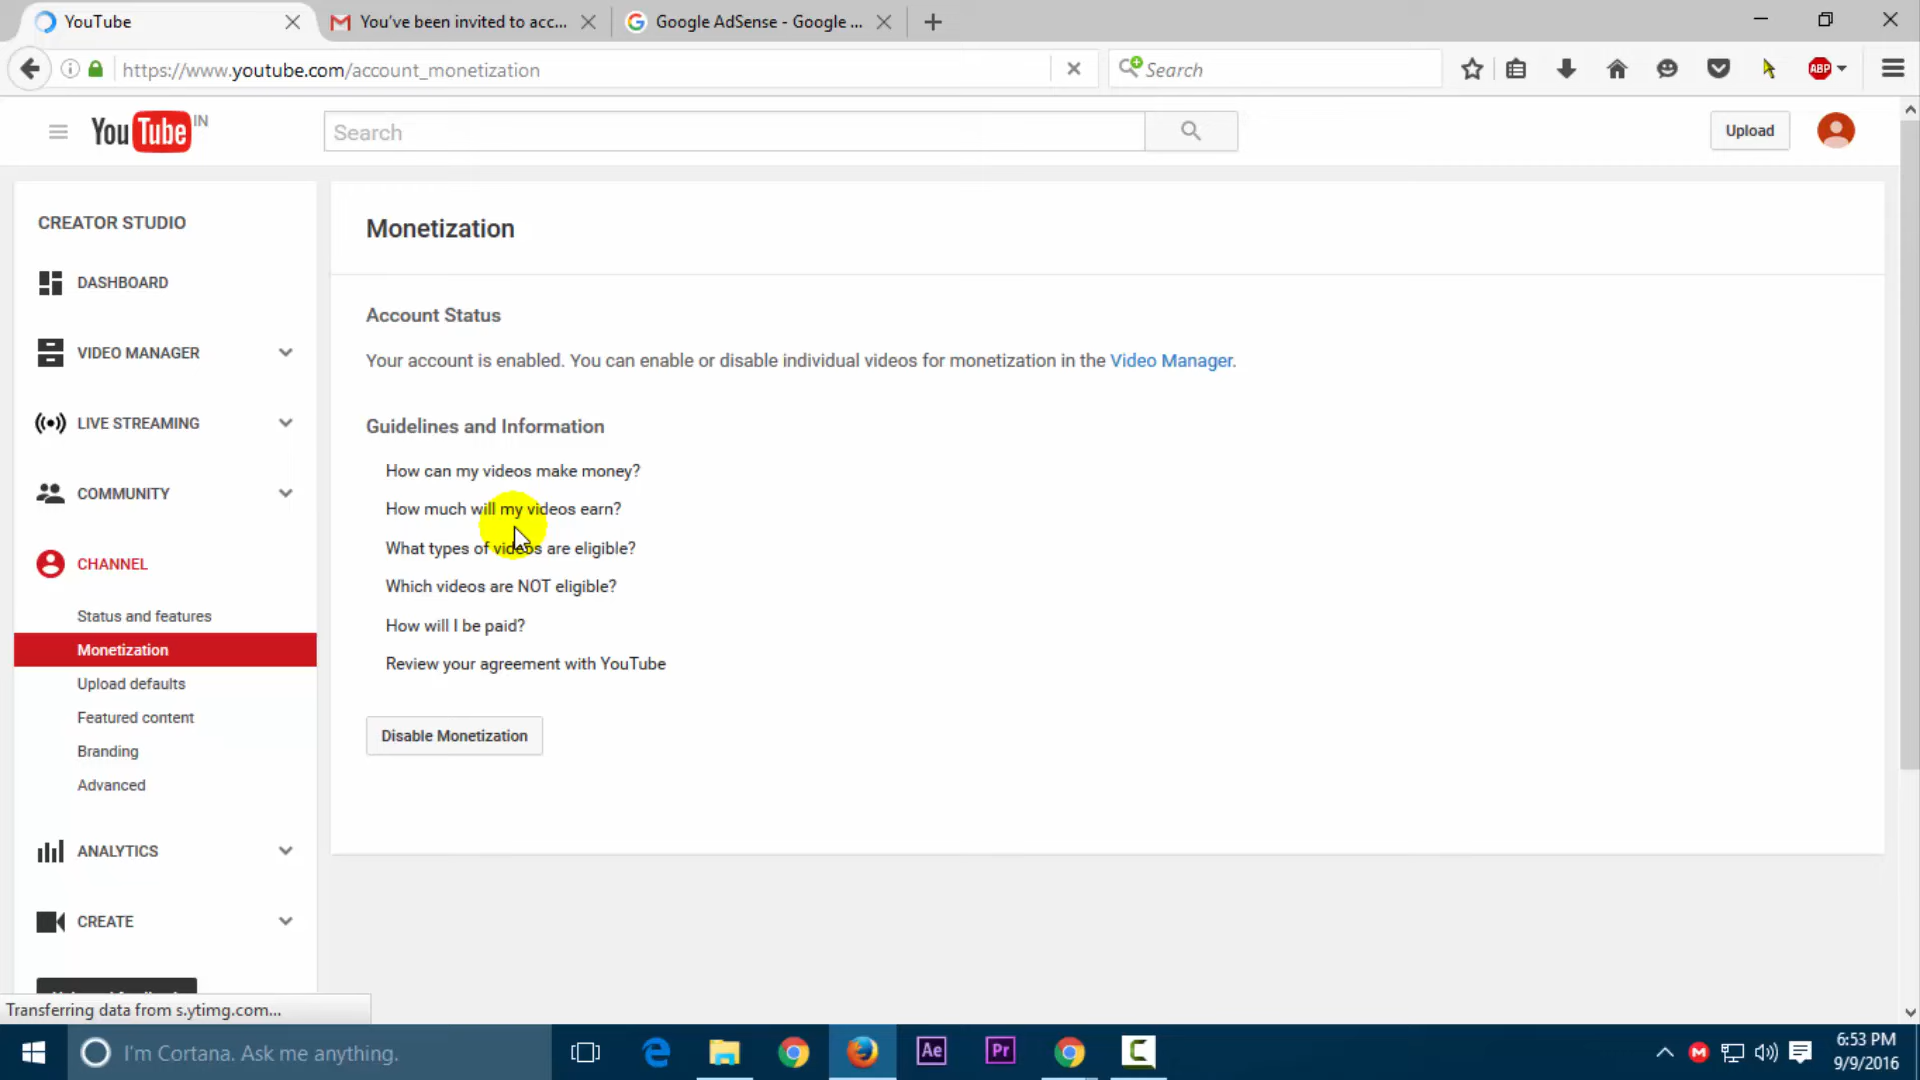 YouTube
You've been invited to acc...
Google AdSense - Google ...
https://www.youtube.com/account_monetization
Search
ABP
YouTube IN
Search
Upload
CREATOR STUDIO
DASHBOARD
VIDEO MANAGER
LIVE STREAMING
COMMUNITY
CHANNEL
Status and features
Monetization
Upload defaults
Featured content
Branding
Advanced
ANALYTICS
CREATE
Monetization
Account Status
Your account is enabled. You can enable or disable individual videos for monetization in the Video Manager.
Guidelines and Information
How can my videos make money?
How much will my videos earn?
What types of videos are eligible?
Which videos are NOT eligible?
How will I be paid?
Review your agreement with YouTube
Disable Monetization
Transferring data from s.ytimg.com...
I'm Cortana. Ask me anything.
Ae
Pr
6:53 PM
9/9/2016